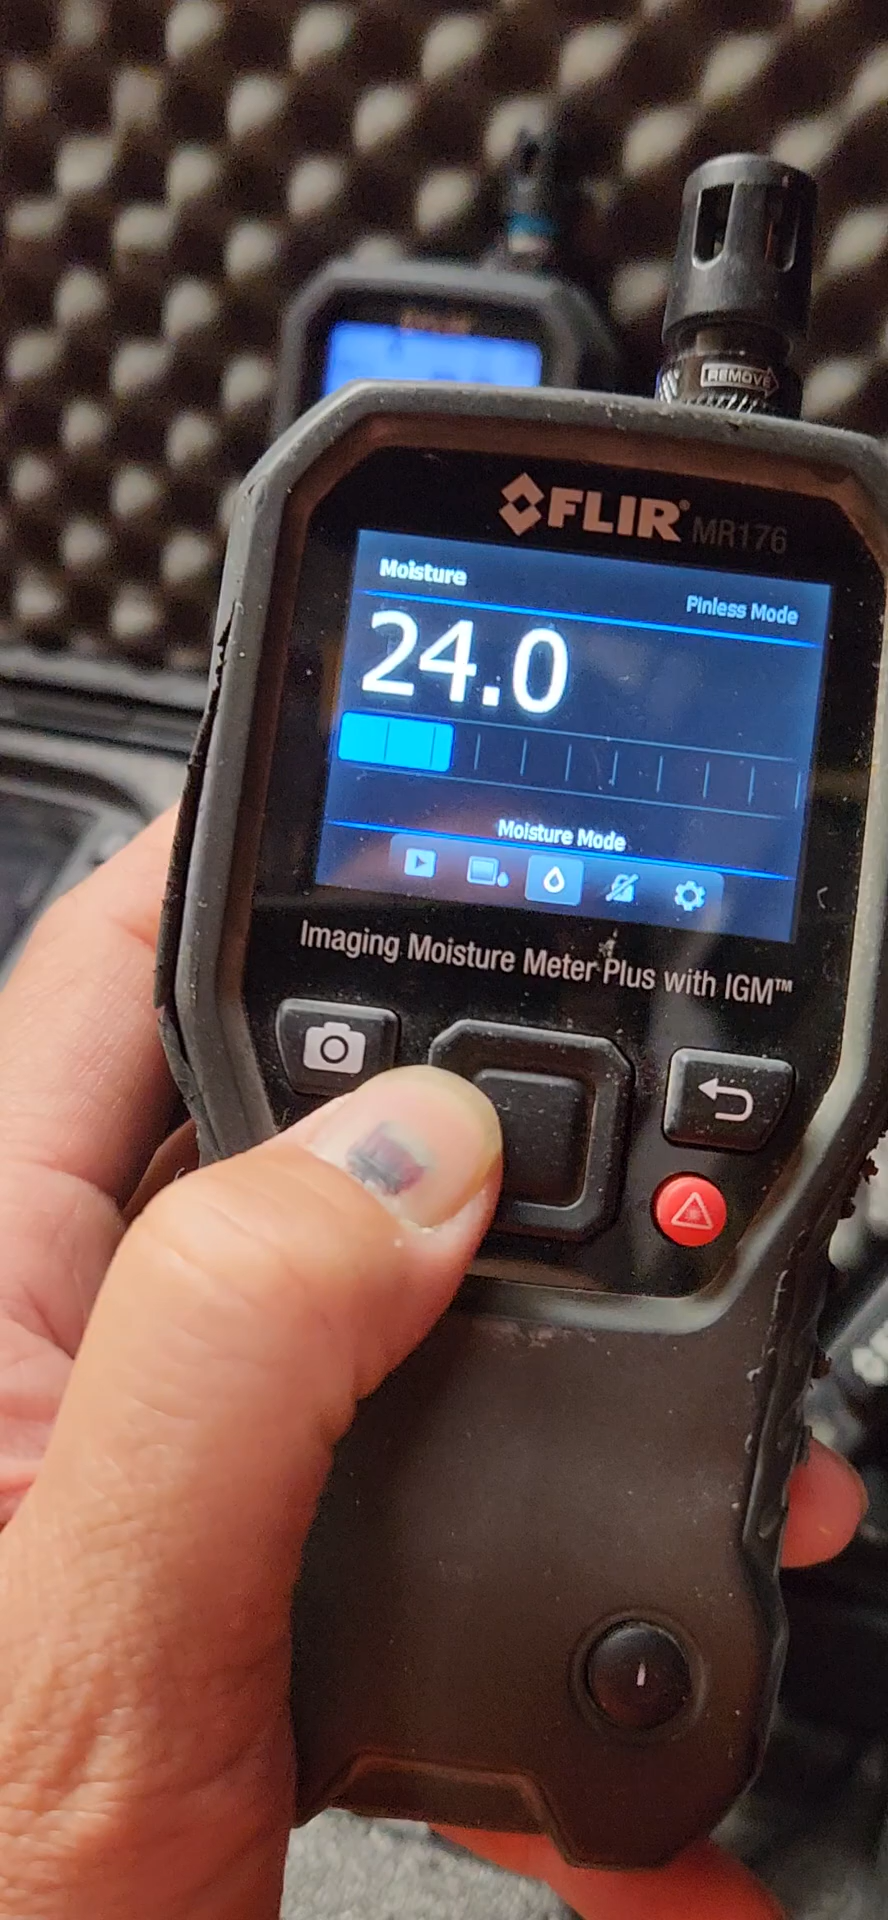 REMOVE
FLIR® MR176
Moisture
Pinless Mode
24.0
Moisture Mode
Imaging Moisture Meter Plus with IGM™